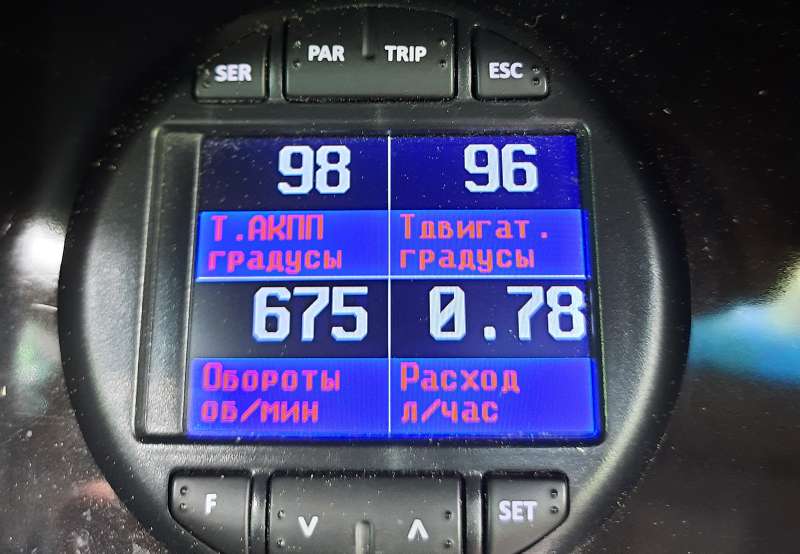 SER PAR TRIP ESC
98 96
Т.АКПП Тдвигат.
градусы градусы
675 0.78
Обороты Расход
об/мин л/час
F V Λ SET